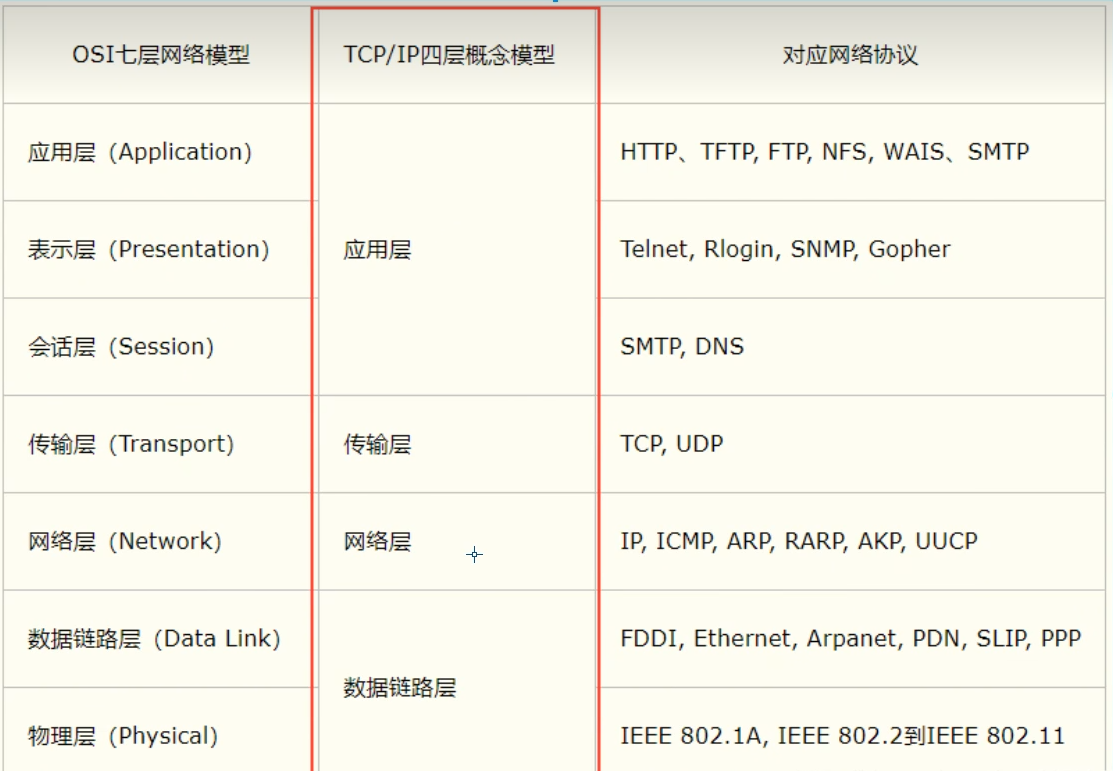 OSI七层网络模型 TCP/IP四层概念模型 对应网络协议
应用层（Application） HTTP、TFTP, FTP, NFS, WAIS、SMTP
表示层（Presentation） 应用层 Telnet, Rlogin, SNMP, Gopher
会话层（Session） SMTP, DNS
传输层（Transport） 传输层 TCP, UDP
网络层（Network） 网络层 IP, ICMP, ARP, RARP, AKP, UUCP
数据链路层（Data Link） FDDI, Ethernet, Arpanet, PDN, SLIP, PPP
数据链路层
物理层（Physical） IEEE 802.1A, IEEE 802.2到IEEE 802.11